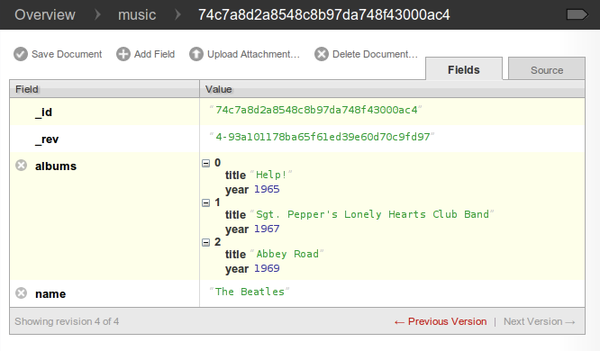 Overview music 74c7a8d2a8548c8b97da748f43000ac4
Save Document Add Field Upload Attachment… Delete Document…
Fields Source
Field Value
_id "74c7a8d2a8548c8b97da748f43000ac4"
_rev "4-93a101178ba65f61ed39e60d70c9fd97"
albums 0
title "Help!"
year 1965
1
title "Sgt. Pepper's Lonely Hearts Club Band"
year 1967
2
title "Abbey Road"
year 1969
name "The Beatles"
Showing revision 4 of 4 ← Previous Version | Next Version →